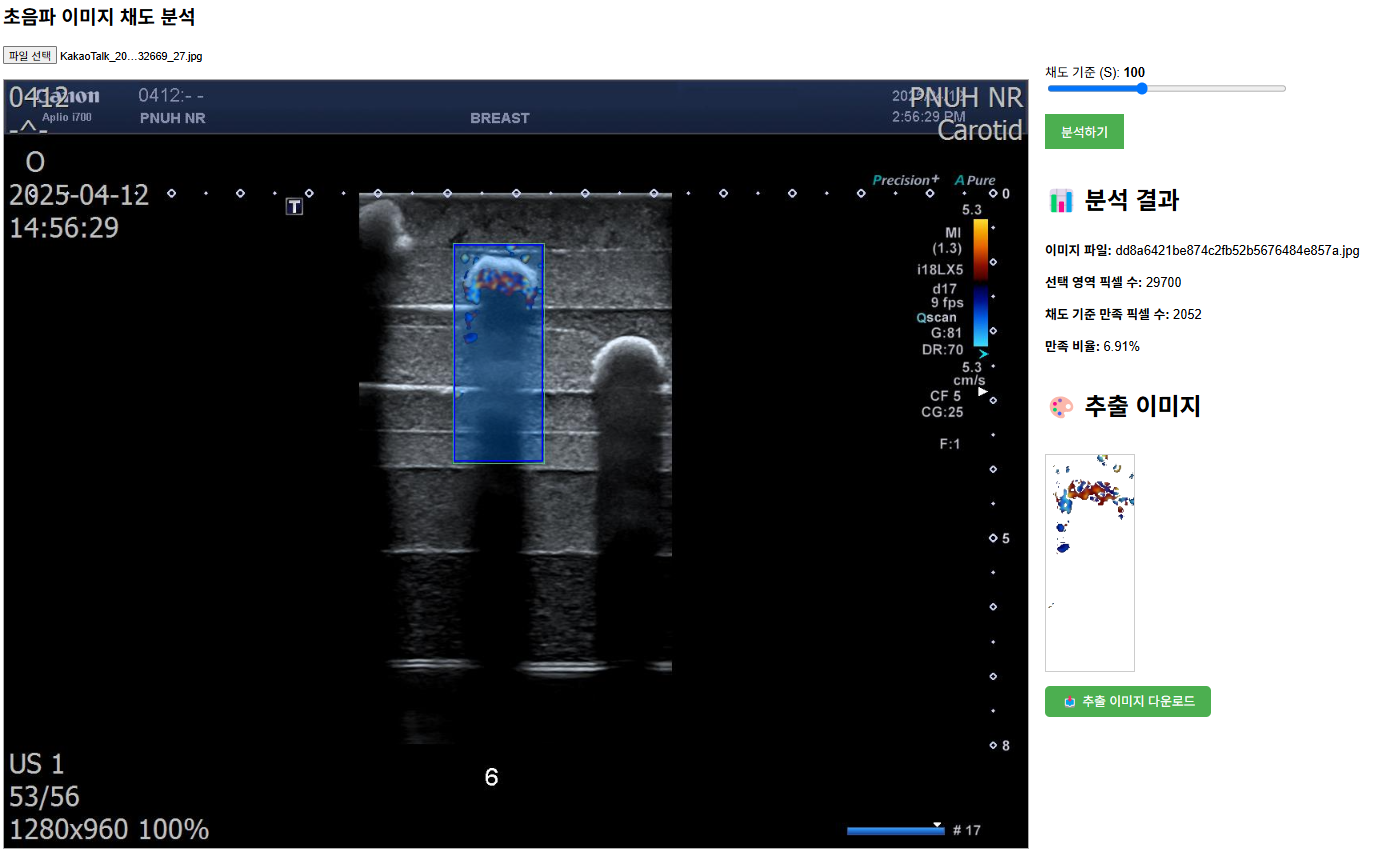 초음파 이미지 채도 분석
파일 선택 KakaoTalk_20...32669_27.jpg
0412 Canon 0412:- - PNUH NR
-^- Aplio i700 PNUH NR BREAST 2:56:29 PM Carotid
O
2025-04-12
14:56:29
T
Precision+ A Pure
0
5.3
MI
(1.3)
i18LX5
d17
9 fps
Qscan
G:81
DR:70
5.3
cm/s
CF 5
CG:25
F:1
5
8
US 1
53/56
1280x960 100%
6
# 17
채도 기준 (S): 100
분석하기
분석 결과
이미지 파일: dd8a6421be874c2fb52b5676484e857a.jpg
선택 영역 픽셀 수: 29700
채도 기준 만족 픽셀 수: 2052
만족 비율: 6.91%
추출 이미지
추출 이미지 다운로드